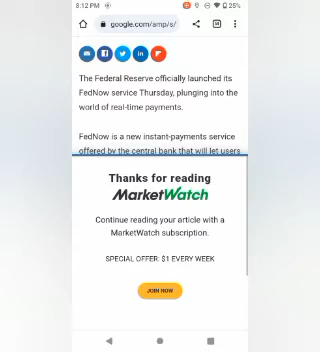 8:12 PM 25%
google.com/amp/s/
The Federal Reserve officially launched its
FedNow service Thursday, plunging into the
world of real-time payments.
FedNow is a new instant-payments service
offered by the central bank that will let users
Thanks for reading
MarketWatch
Continue reading your article with a
MarketWatch subscription.
SPECIAL OFFER: $1 EVERY WEEK
JOIN NOW